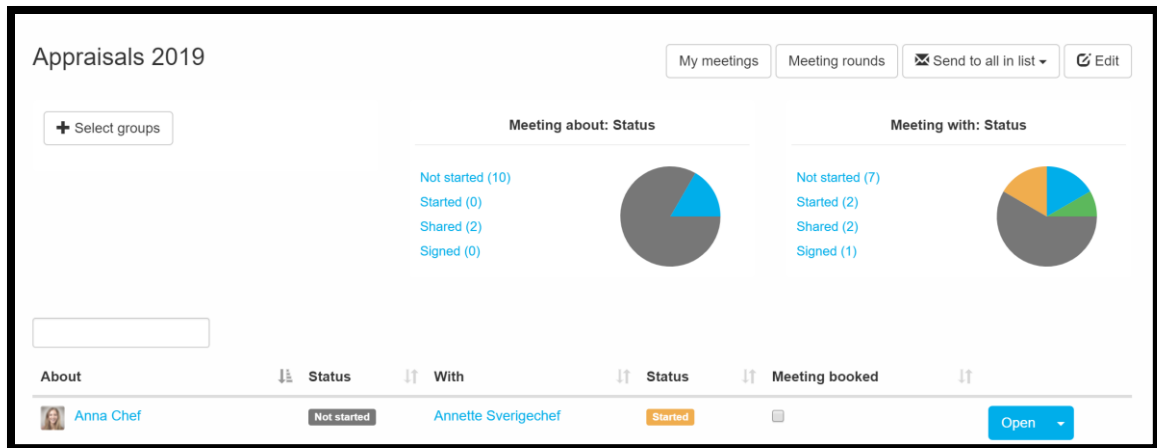 Appraisals 2019
My meetings
Meeting rounds
Send to all in list
Edit
Select groups
Meeting about: Status
Not started (10)
Started (0)
Shared (2)
Signed (0)
Meeting with: Status
Not started (7)
Started (2)
Shared (2)
Signed (1)
About Status With Status Meeting booked
Anna Chef Not started Annette Sverigechef Started Open